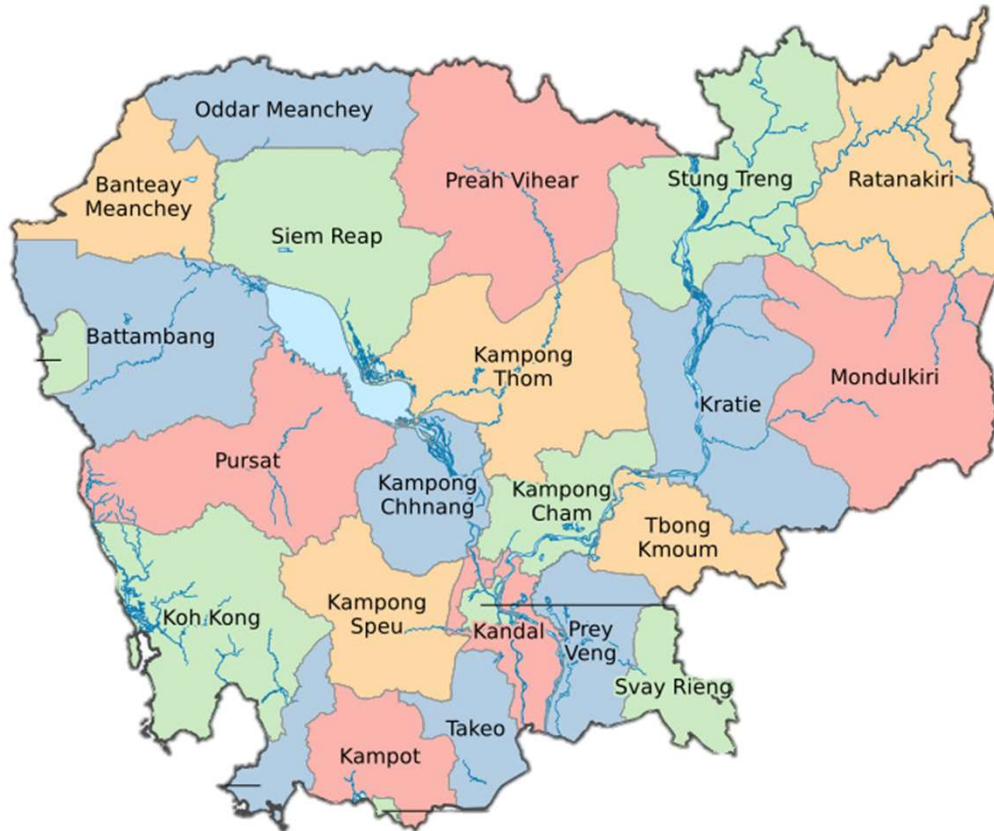 Oddar Meanchey
Banteay
Meanchey
Siem Reap
Preah Vihear
Stung Treng
Ratanakiri
Battambang
Kampong
Thom
Kratie
Mondulkiri
Pursat
Kampong
Chhnang
Kampong
Cham
Tbong
Kmoum
Koh Kong
Kampong
Speu
Kandal
Prey
Veng
Svay Rieng
Takeo
Kampot